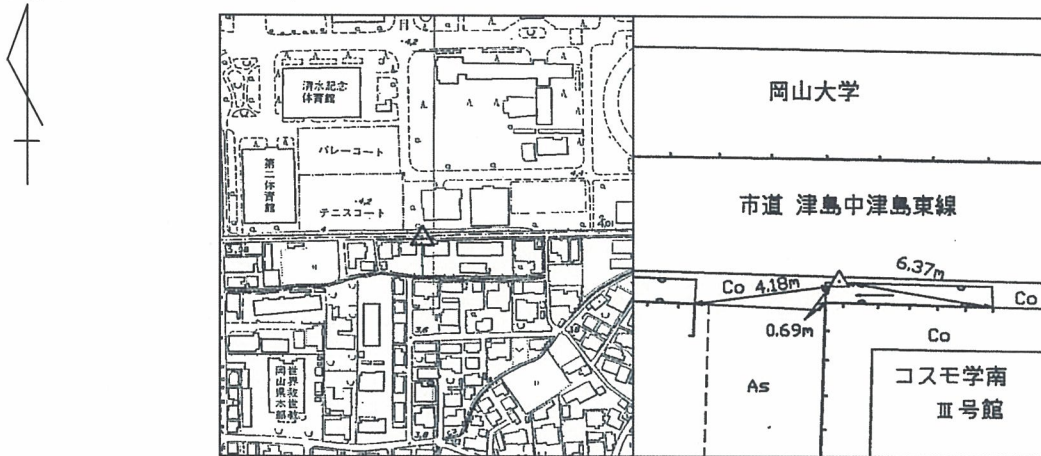 清水記念
体育館
バレーコート
第二体育館
テニスコート
世界救世教
岡山県本部
岡山大学
市道 津島中津島東線
6.37m
Co 4.18m
Co
0.69m
Co
As
コスモ学南
Ⅲ号館